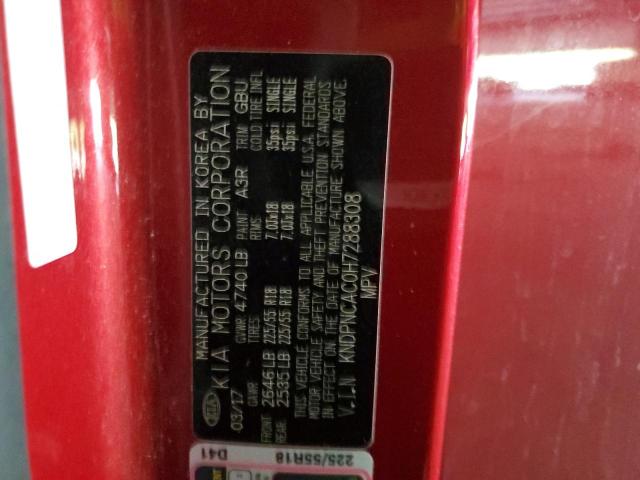 MANUFACTURED IN KOREA BY
KIA KIA MOTORS CORPORATION
03/17 GVWR 4740 LB PAINT A3R TRIM GBU
GAWR TIRES RIMS COLD TIRE INFL
FRONT 2646 LB 225/55 R18 7.0Jx18 35psi SINGLE
REAR 2535 LB 225/55 R18 7.0Jx18 35psi SINGLE
THIS VEHICLE CONFORMS TO ALL APPLICABLE U.S.A. FEDERAL
MOTOR VEHICLE SAFETY AND THEFT PREVENTION STANDARDS
IN EFFECT ON THE DATE OF MANUFACTURE SHOWN ABOVE.
V.I.N KNDPNCAC0H7288308
MPV
D41
225/55R18